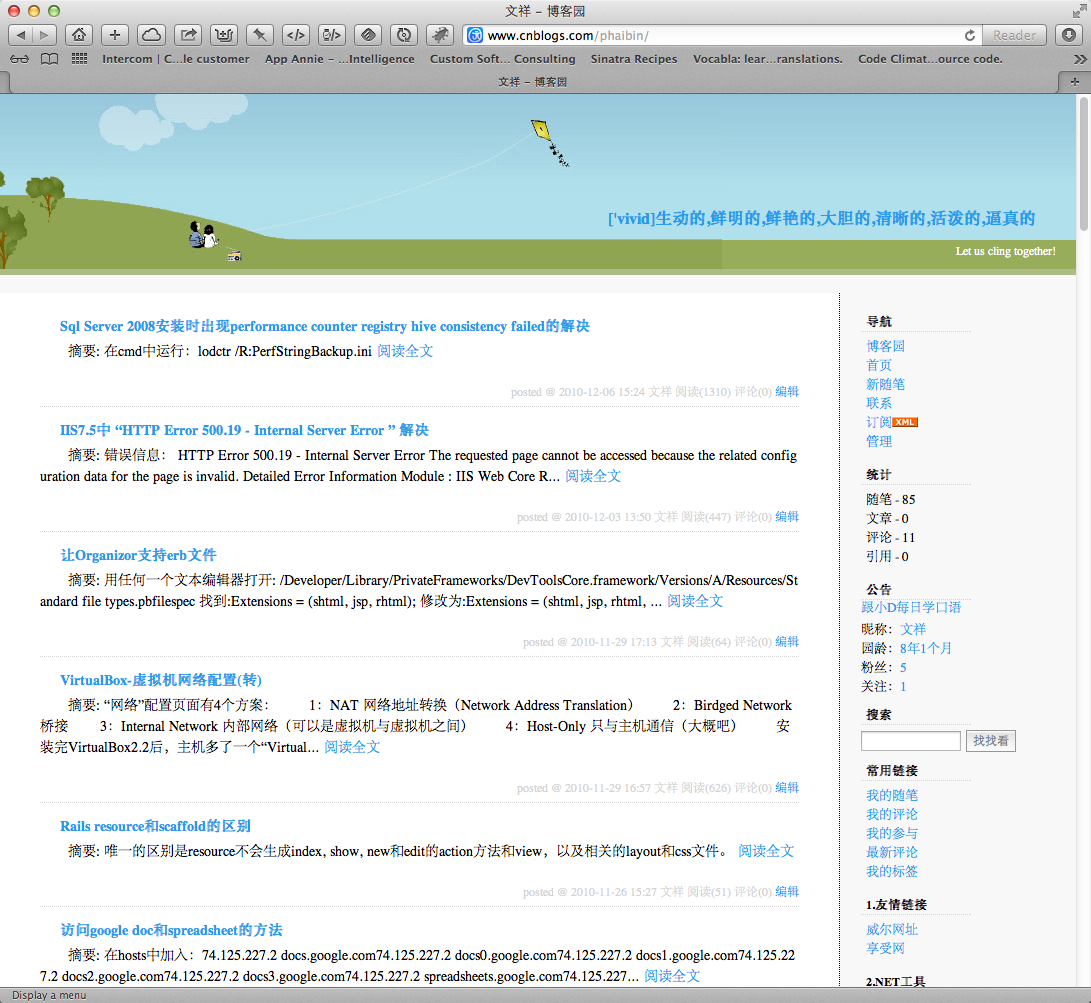 文祥 - 博客园
www.cnblogs.com/phaibin/
Reader
Intercom | C...le customer
App Annie - ...Intelligence
Custom Soft... Consulting
Sinatra Recipes
Vocabla: lear...ranslations.
Code Climat...ource code.
文祥 - 博客园
['vivid]生动的,鲜明的,鲜艳的,大胆的,清晰的,活泼的,逼真的
Let us cling together!
Sql Server 2008安装时出现performance counter registry hive consistency failed的解决
摘要: 在cmd中运行：lodctr /R:PerfStringBackup.ini 阅读全文
posted @ 2010-12-06 15:24 文祥 阅读(1310) 评论(0) 编辑
IIS7.5中 “HTTP Error 500.19 - Internal Server Error ” 解决
摘要: 错误信息： HTTP Error 500.19 - Internal Server Error The requested page cannot be accessed because the related config
uration data for the page is invalid. Detailed Error Information Module : IIS Web Core R... 阅读全文
posted @ 2010-12-03 13:50 文祥 阅读(447) 评论(0) 编辑
让Organizor支持erb文件
摘要: 用任何一个文本编辑器打开: /Developer/Library/PrivateFrameworks/DevToolsCore.framework/Versions/A/Resources/St
andard file types.pbfilespec 找到:Extensions = (shtml, jsp, rhtml); 修改为:Extensions = (shtml, jsp, rhtml, ... 阅读全文
posted @ 2010-11-29 17:13 文祥 阅读(64) 评论(0) 编辑
VirtualBox-虚拟机网络配置(转)
摘要: “网络”配置页面有4个方案： 1：NAT 网络地址转换（Network Address Translation） 2：Birdged Network
桥接 3：Internal Network 内部网络（可以是虚拟机与虚拟机之间） 4：Host-Only 只与主机通信（大概吧） 安
装完VirtualBox2.2后，主机多了一个“Virtual... 阅读全文
posted @ 2010-11-29 16:57 文祥 阅读(626) 评论(0) 编辑
Rails resource和scaffold的区别
摘要: 唯一的区别是resource不会生成index, show, new和edit的action方法和view，以及相关的layout和css文件。 阅读全文
posted @ 2010-11-26 15:27 文祥 阅读(51) 评论(0) 编辑
访问google doc和spreadsheet的方法
摘要: 在hosts中加入：74.125.227.2 docs.google.com74.125.227.2 docs0.google.com74.125.227.2 docs1.google.com74.125.22
7.2 docs2.google.com74.125.227.2 docs3.google.com74.125.227.2 spreadsheets.google.com74.125.227... 阅读全文
导航
博客园
首页
新随笔
联系
订阅 XML
管理
统计
随笔 - 85
文章 - 0
评论 - 11
引用 - 0
公告
跟小D每日学口语
昵称：文祥
园龄：8年1个月
粉丝：5
关注：1
搜索
找找看
常用链接
我的随笔
我的评论
我的参与
最新评论
我的标签
1.友情链接
威尔网址
享受网
2.NET工具
Display a menu